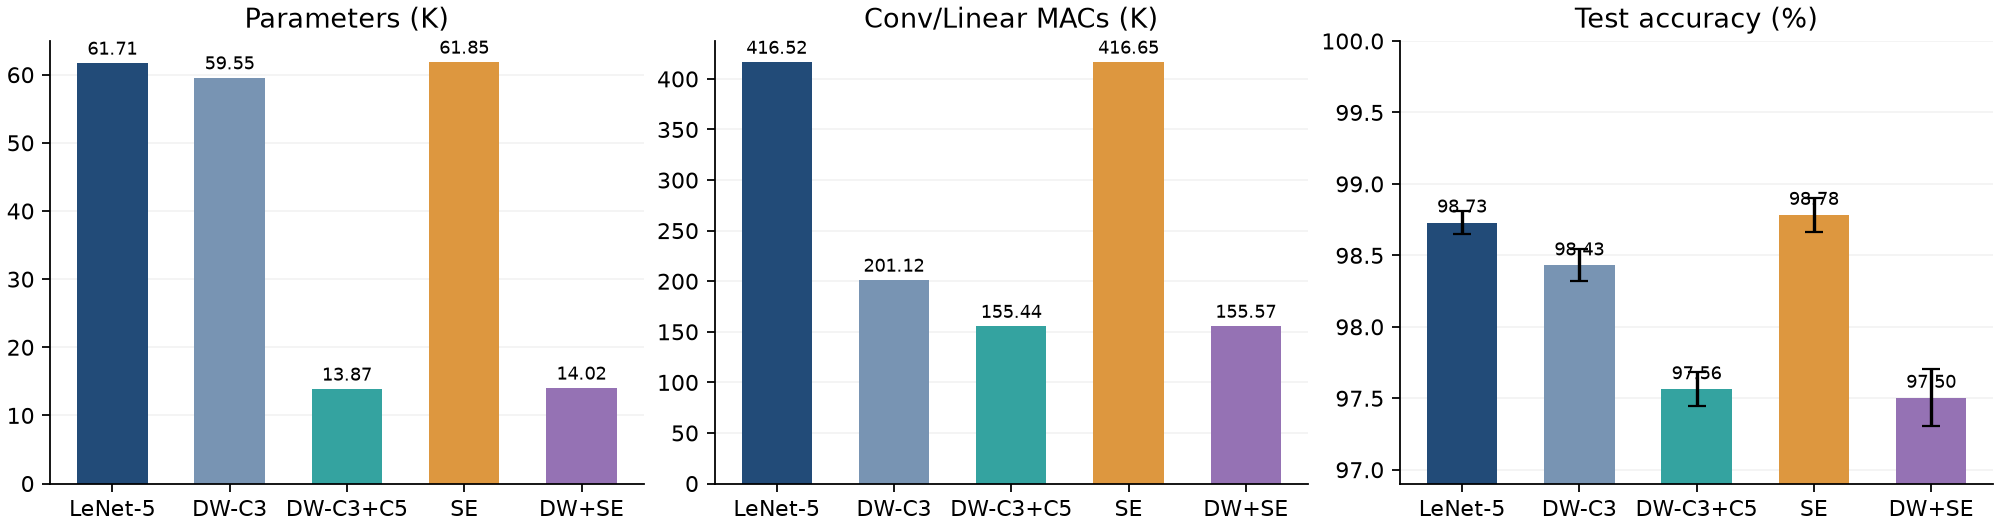 Parameters (K)
61.71
59.55
13.87
61.85
14.02
60
50
40
30
20
10
0
LeNet-5
DW-C3
DW-C3+C5
SE
DW+SE
Conv/Linear MACs (K)
416.52
201.12
155.44
416.65
155.57
400
350
300
250
200
150
100
50
0
LeNet-5
DW-C3
DW-C3+C5
SE
DW+SE
Test accuracy (%)
98.73
98.43
97.56
98.78
97.50
100.0
99.5
99.0
98.5
98.0
97.5
97.0
LeNet-5
DW-C3
DW-C3+C5
SE
DW+SE